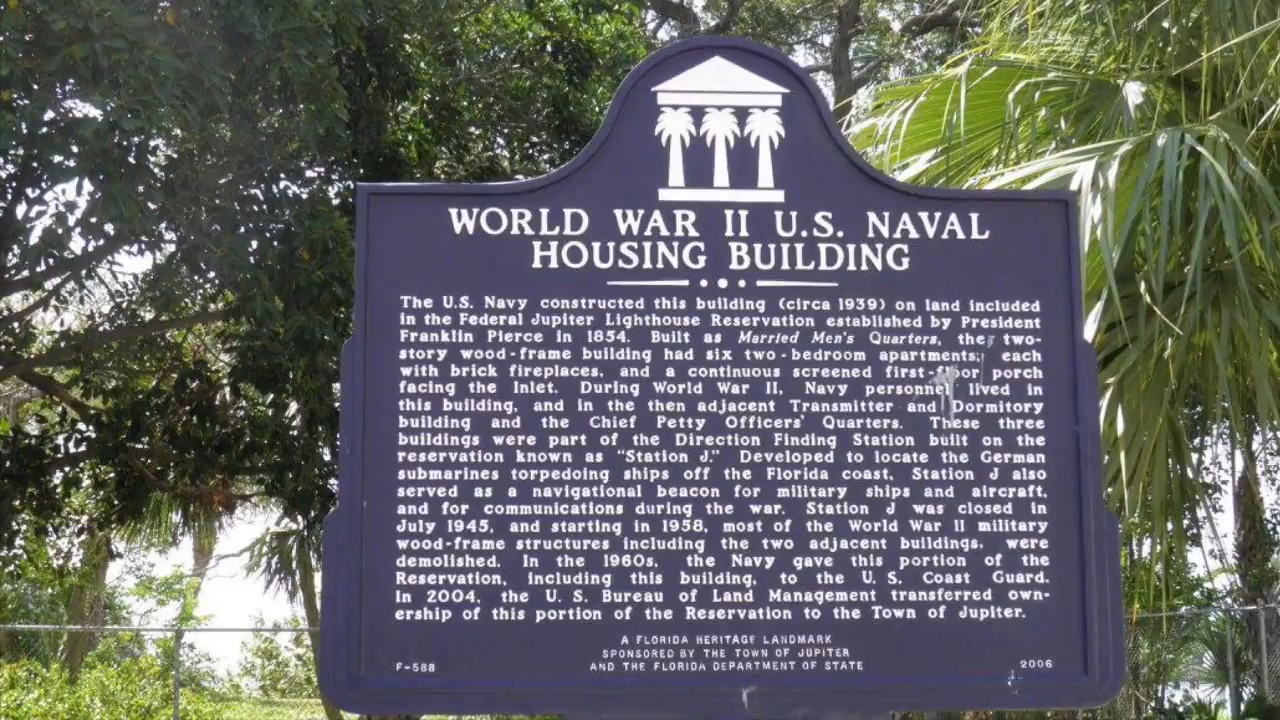 WORLD WAR II U.S. NAVAL
HOUSING BUILDING
The U.S. Navy constructed this building (circa 1939) on land included
in the Federal Jupiter Lighthouse Reservation established by President
Franklin Pierce in 1854. Built as Married Men's Quarters, the two-
story wood-frame building had six two-bedroom apartments, each
with brick fireplaces, and a continuous screened first-floor porch
facing the Inlet. During World War II, Navy personnel lived in
this building, and in the then adjacent Transmitter and Dormitory
building and the Chief Petty Officers' Quarters. These three
buildings were part of the Direction Finding Station built on the
reservation known as "Station J." Developed to locate the German
submarines torpedoing ships off the Florida coast, Station J also
served as a navigational beacon for military ships and aircraft,
and for communications during the war. Station J was closed in
July 1945, and starting in 1958, most of the World War II military
wood-frame structures including the two adjacent buildings, were
demolished. In the 1960s, the Navy gave this portion of the
Reservation, including this building, to the U.S. Coast Guard.
In 2004, the U. S. Bureau of Land Management transferred own-
ership of this portion of the Reservation to the Town of Jupiter.
A FLORIDA HERITAGE LANDMARK
SPONSORED BY THE TOWN OF JUPITER
AND THE FLORIDA DEPARTMENT OF STATE
F-588
2006